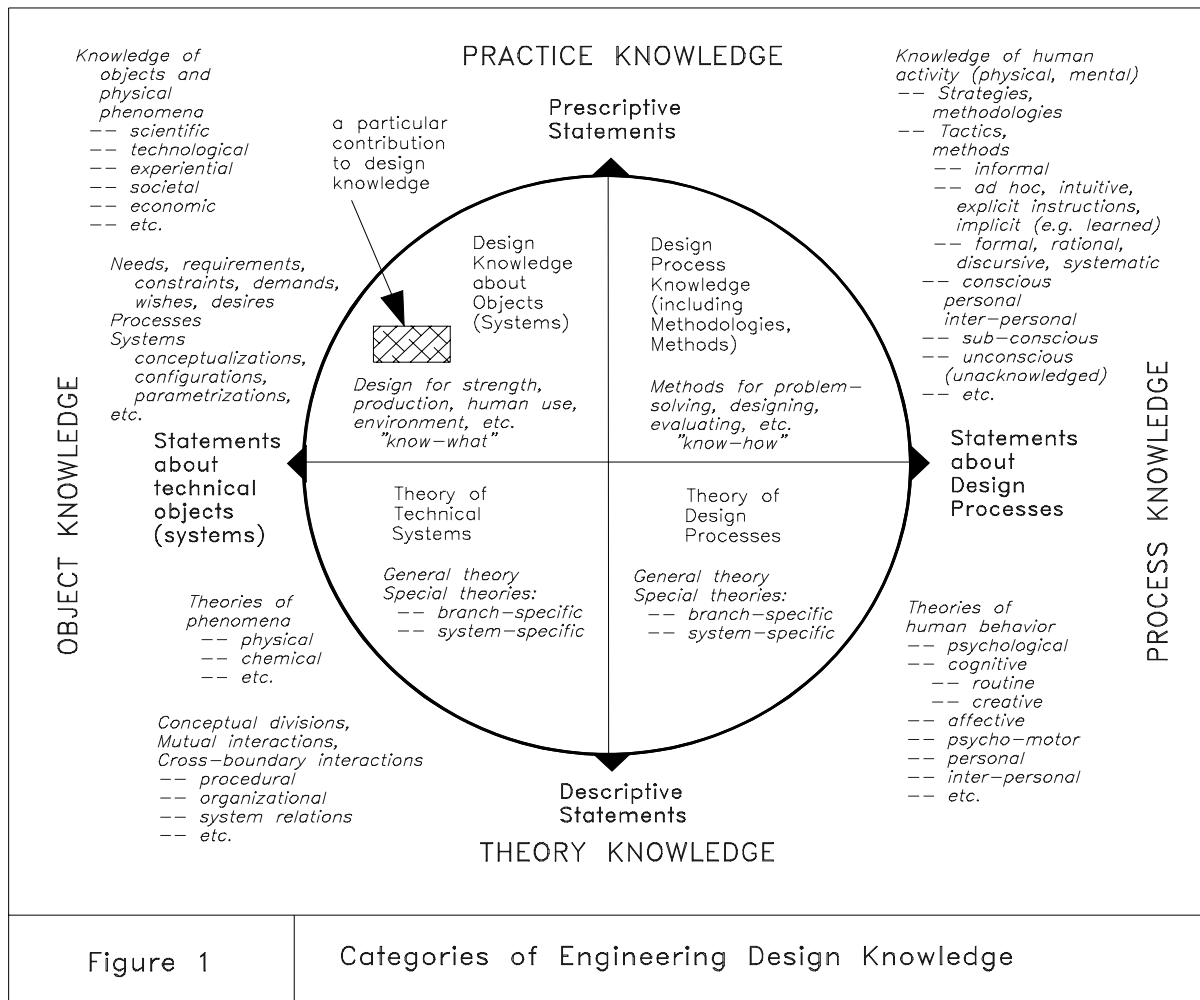 PRACTICE KNOWLEDGE
Prescriptive
Statements
Knowledge of
objects and
physical
phenomena
-- scientific
-- technological
-- experiential
-- societal
-- economic
-- etc.
Needs, requirements,
constraints, demands,
wishes, desires
Processes
Systems
conceptualizations,
configurations,
parametrizations,
etc.
a particular
contribution
to design
knowledge
Knowledge of human
activity (physical, mental)
-- Strategies,
methodologies
-- Tactics,
methods
-- informal
-- ad hoc, intuitive,
explicit instructions,
implicit (e.g. learned)
-- formal, rational,
discursive, systematic
-- conscious
personal
inter-personal
-- sub-conscious
-- unconscious
(unacknowledged)
-- etc.
Design
Knowledge
about
Objects
(Systems)
Design for strength,
production, human use,
environment, etc.
"know-what"
Design
Process
Knowledge
(including
Methodologies,
Methods)
Methods for problem-
solving, designing,
evaluating, etc.
"know-how"
OBJECT KNOWLEDGE
Statements
about
technical
objects
(systems)
Statements
about
Design
Processes
PROCESS KNOWLEDGE
Theory of
Technical
Systems
General theory
Special theories:
-- branch-specific
-- system-specific
Theory of
Design
Processes
General theory
Special theories:
-- branch-specific
-- system-specific
Theories of
phenomena
-- physical
-- chemical
-- etc.
Conceptual divisions,
Mutual interactions,
Cross-boundary interactions
-- procedural
-- organizational
-- system relations
-- etc.
Theories of
human behavior
-- psychological
-- cognitive
-- routine
-- creative
-- affective
-- psycho-motor
-- personal
-- inter-personal
-- etc.
Descriptive
Statements
THEORY KNOWLEDGE
Figure 1
Categories of Engineering Design Knowledge